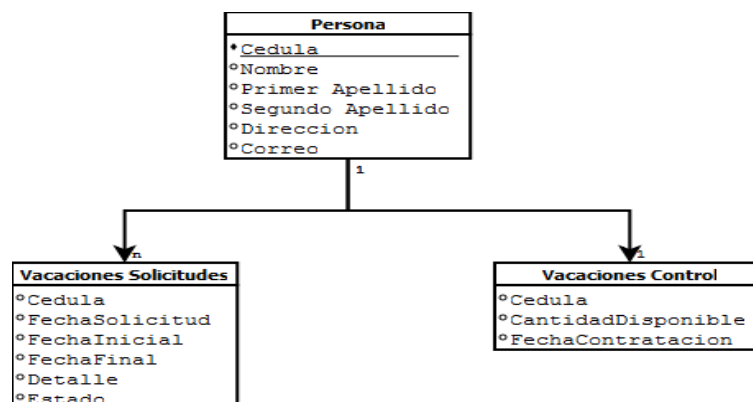 Persona
Cedula
Nombre
Primer Apellido
Segundo Apellido
Direccion
Correo
1
n
1
Vacaciones Solicitudes
Cedula
FechaSolicitud
FechaInicial
FechaFinal
Detalle
Estado
Vacaciones Control
Cedula
CantidadDisponible
FechaContratacion